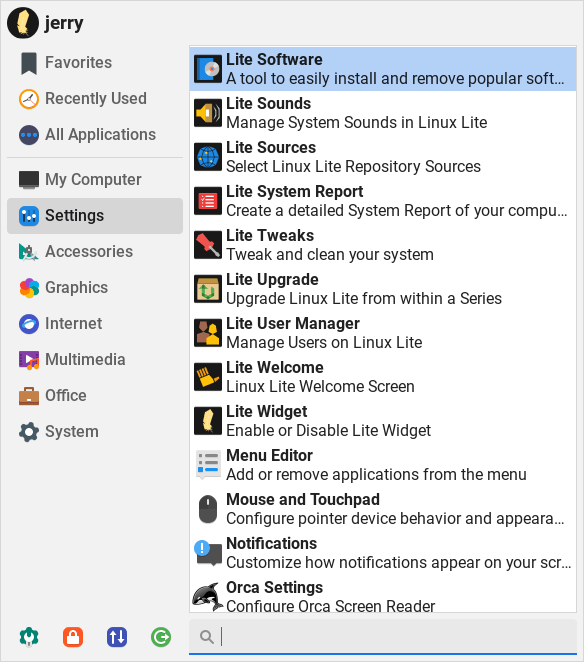 jerry
Favorites
Recently Used
All Applications
My Computer
Settings
Accessories
Graphics
Internet
Multimedia
Office
System
Lite Software
A tool to easily install and remove popular soft…
Lite Sounds
Manage System Sounds in Linux Lite
Lite Sources
Select Linux Lite Repository Sources
Lite System Report
Create a detailed System Report of your compu…
Lite Tweaks
Tweak and clean your system
Lite Upgrade
Upgrade Linux Lite from within a Series
Lite User Manager
Manage Users on Linux Lite
Lite Welcome
Linux Lite Welcome Screen
Lite Widget
Enable or Disable Lite Widget
Menu Editor
Add or remove applications from the menu
Mouse and Touchpad
Configure pointer device behavior and appeara…
Notifications
Customize how notifications appear on your scr…
Orca Settings
Configure Orca Screen Reader